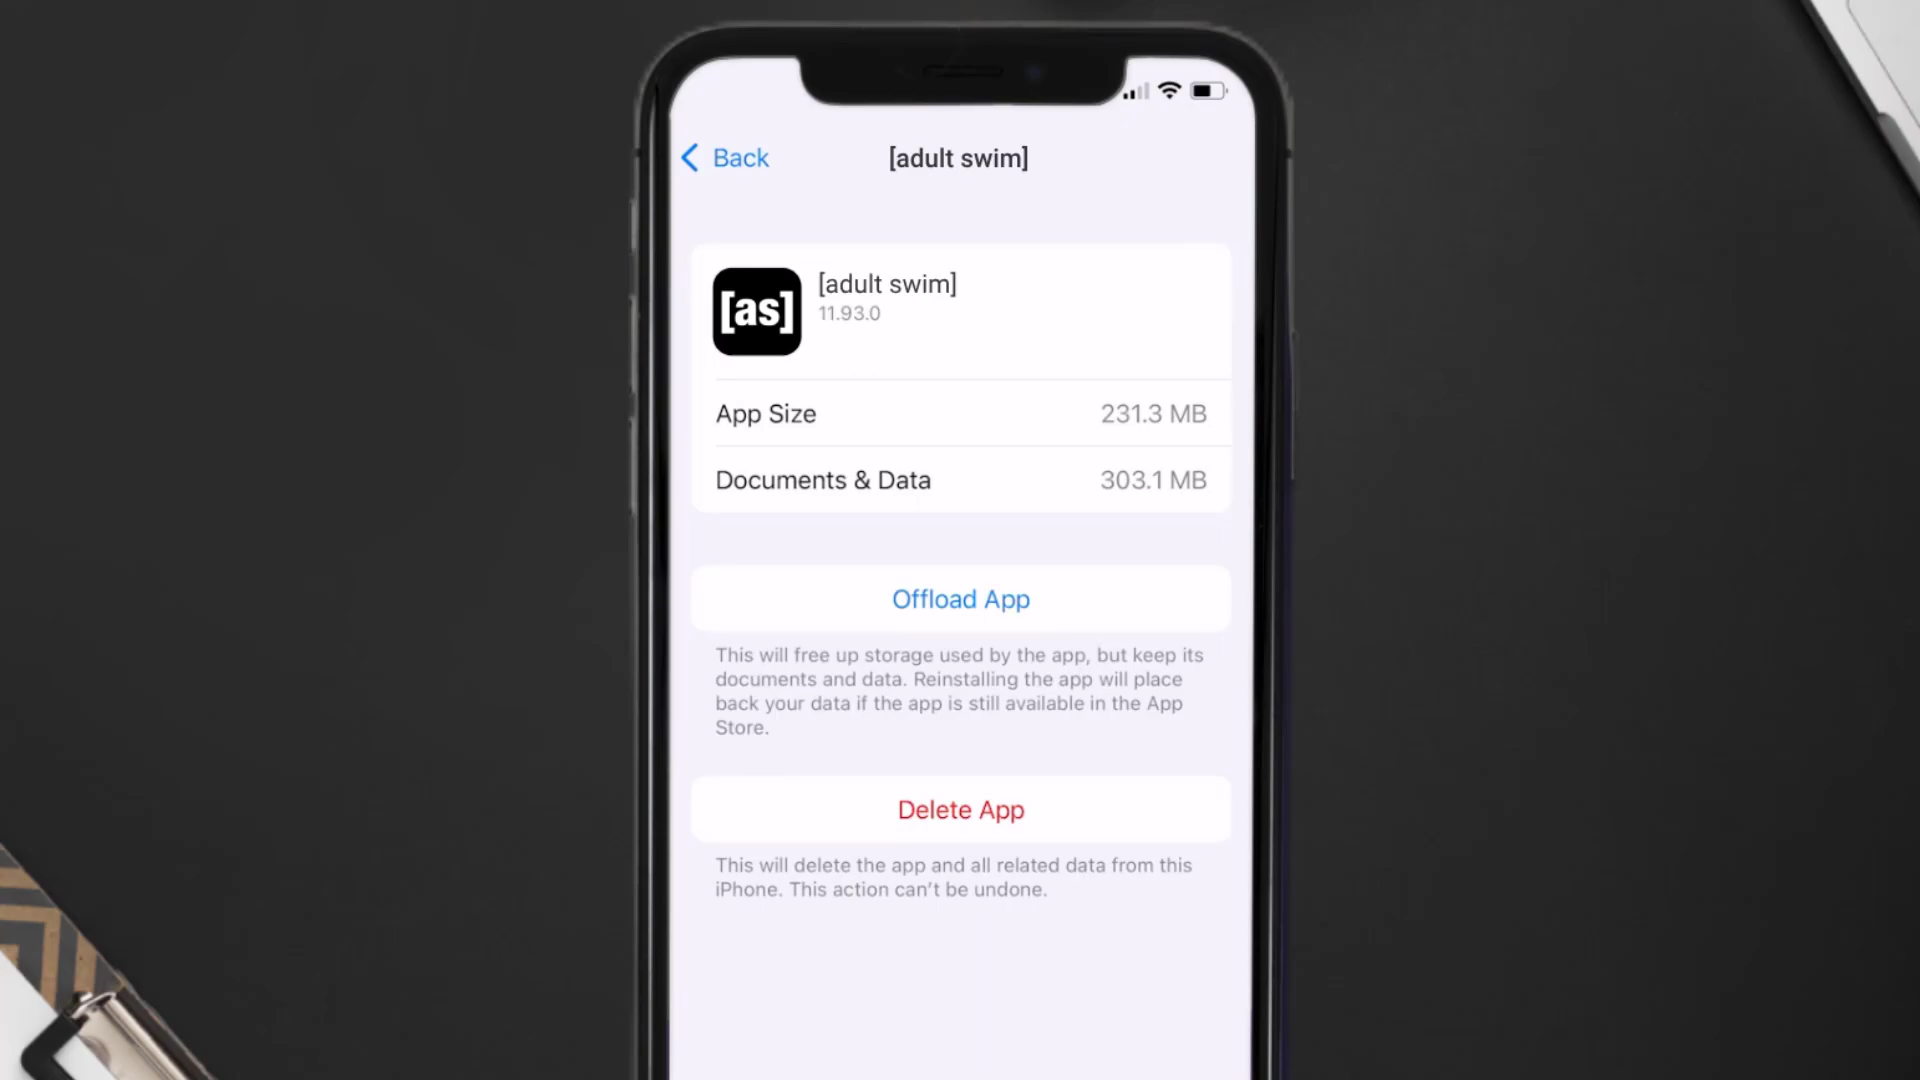 Back
[adult swim]
[as]
[adult swim]
11.93.0
App Size
231.3 MB
Documents & Data
303.1 MB
Offload App
This will free up storage used by the app, but keep its
documents and data. Reinstalling the app will place
back your data if the app is still available in the App
Store.
Delete App
This will delete the app and all related data from this
iPhone. This action can't be undone.